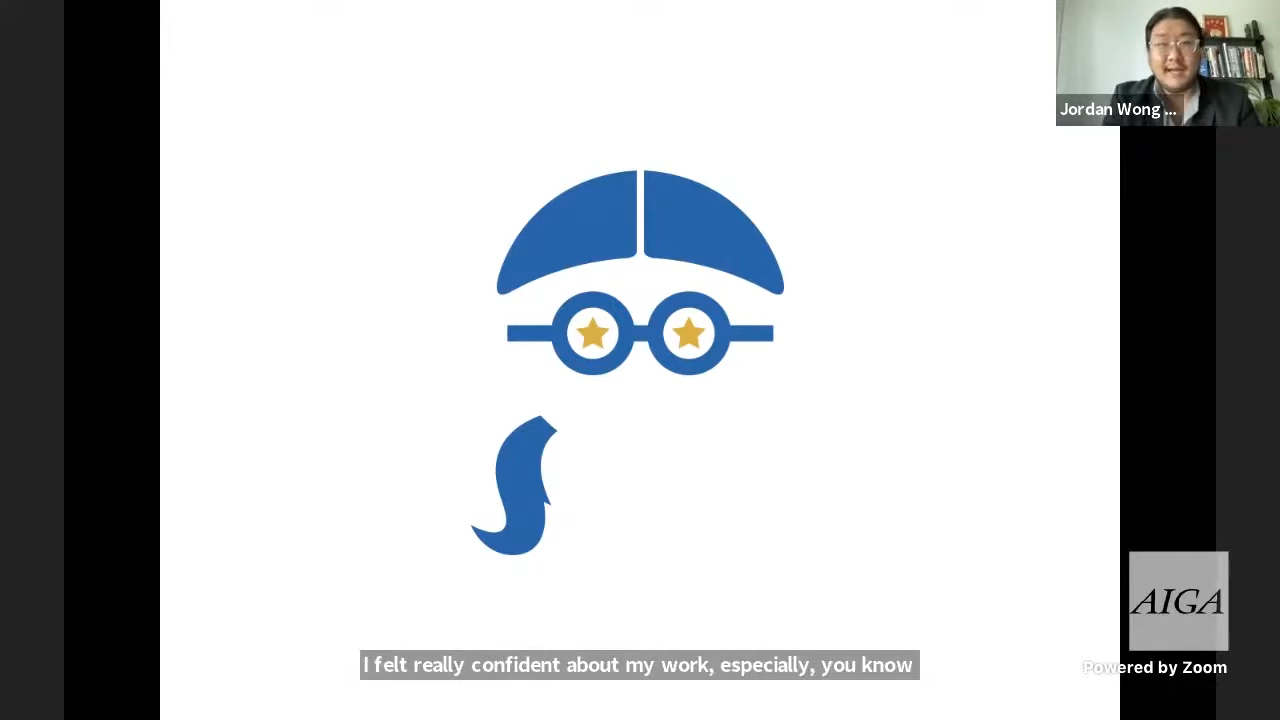 Jordan Wong ...
AIGA
I felt really confident about my work, especially, you know
Powered by Zoom